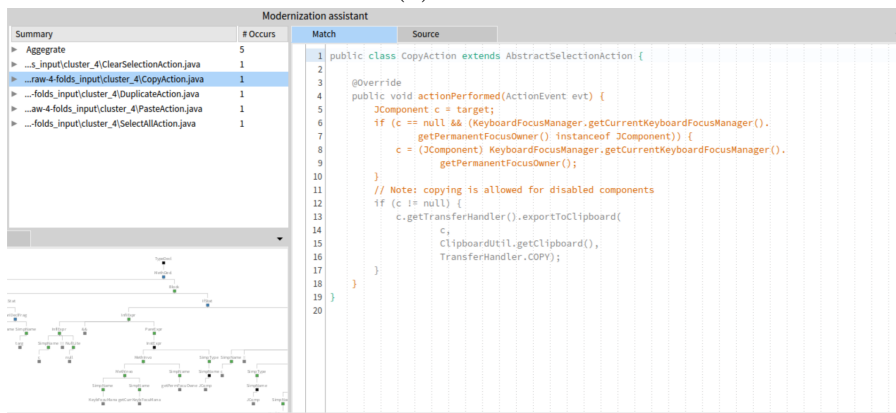 Modernization assistant
Summary # Occurs
Aggegrate 5
...s_input\cluster_4\ClearSelectionAction.java 1
...raw-4-folds_input\cluster_4\CopyAction.java 1
...-folds_input\cluster_4\DuplicateAction.java 1
...aw-4-folds_input\cluster_4\PasteAction.java 1
...-folds_input\cluster_4\SelectAllAction.java 1
Match Source
1 public class CopyAction extends AbstractSelectionAction {
2
3 @Override
4 public void actionPerformed(ActionEvent evt) {
5 JComponent c = target;
6 if (c == null && (KeyboardFocusManager.getCurrentKeyboardFocusManager().
7 getPermanentFocusOwner() instanceof JComponent)) {
8 c = (JComponent) KeyboardFocusManager.getCurrentKeyboardFocusManager().
9 getPermanentFocusOwner();
10 }
11 // Note: copying is allowed for disabled components
12 if (c != null) {
13 c.getTransferHandler().exportToClipboard(
14 c,
15 ClipboardUtil.getClipboard(),
16 TransferHandler.COPY);
17 }
18 }
19 }
20